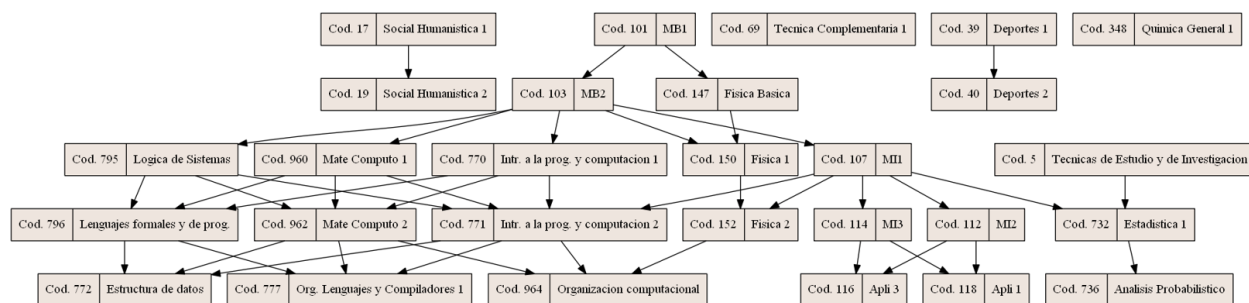 Cod. 17 Social Humanistica 1
Cod. 101 MB1
Cod. 69 Tecnica Complementaria 1
Cod. 39 Deportes 1
Cod. 348 Quimica General 1
Cod. 19 Social Humanistica 2
Cod. 103 MB2
Cod. 147 Fisica Basica
Cod. 40 Deportes 2
Cod. 795 Logica de Sistemas
Cod. 960 Mate Computo 1
Cod. 770 Intr. a la prog. y computacion 1
Cod. 150 Fisica 1
Cod. 107 MI1
Cod. 5 Tecnicas de Estudio y de Investigacion
Cod. 796 Lenguajes formales y de prog.
Cod. 962 Mate Computo 2
Cod. 771 Intr. a la prog. y computacion 2
Cod. 152 Fisica 2
Cod. 114 MI3
Cod. 112 MI2
Cod. 732 Estadistica 1
Cod. 772 Estructura de datos
Cod. 777 Org. Lenguajes y Compiladores 1
Cod. 964 Organizacion computacional
Cod. 116 Apli 3
Cod. 118 Apli 1
Cod. 736 Analisis Probabilistico